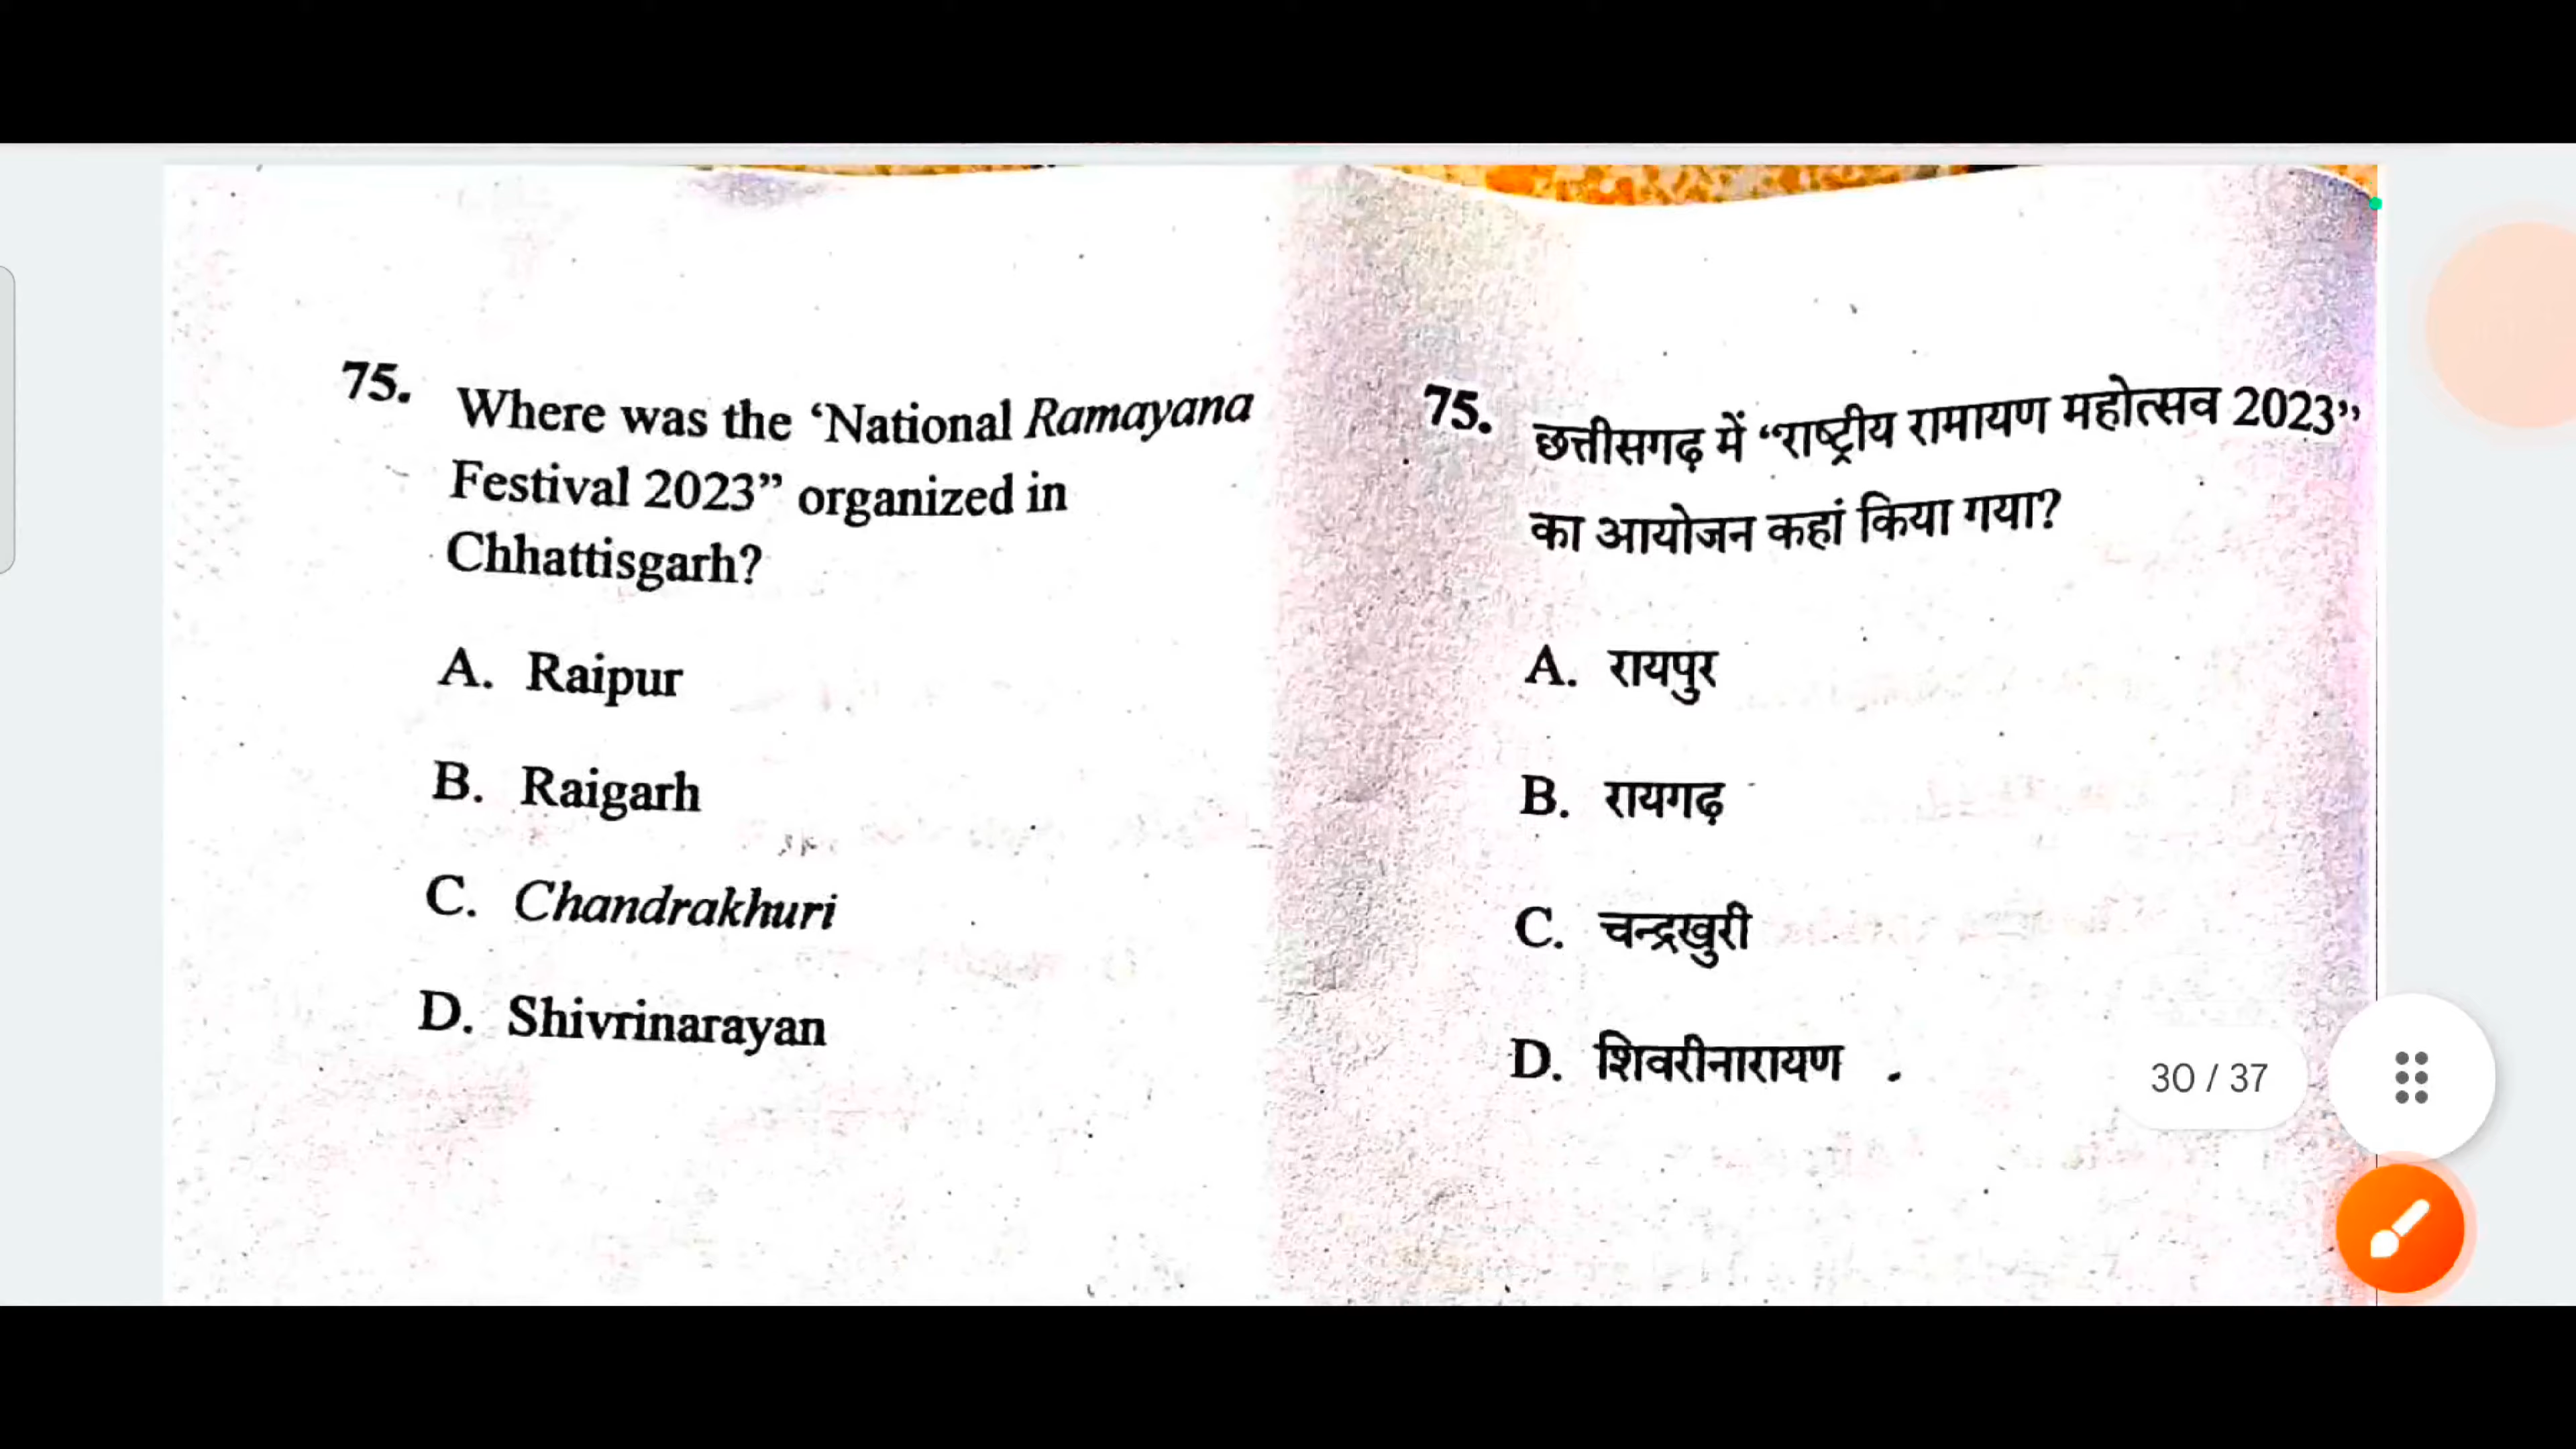 75. Where was the ‘National Ramayana
Festival 2023” organized in
Chhattisgarh?
A. Raipur
B. Raigarh
C. Chandrakhuri
D. Shivrinarayan
75. छत्तीसगढ़ में “राष्ट्रीय रामायण महोत्सव 2023”
का आयोजन कहां किया गया?
A. रायपुर
B. रायगढ़
C. चन्द्रखुरी
D. शिवरीनारायण
30 / 37